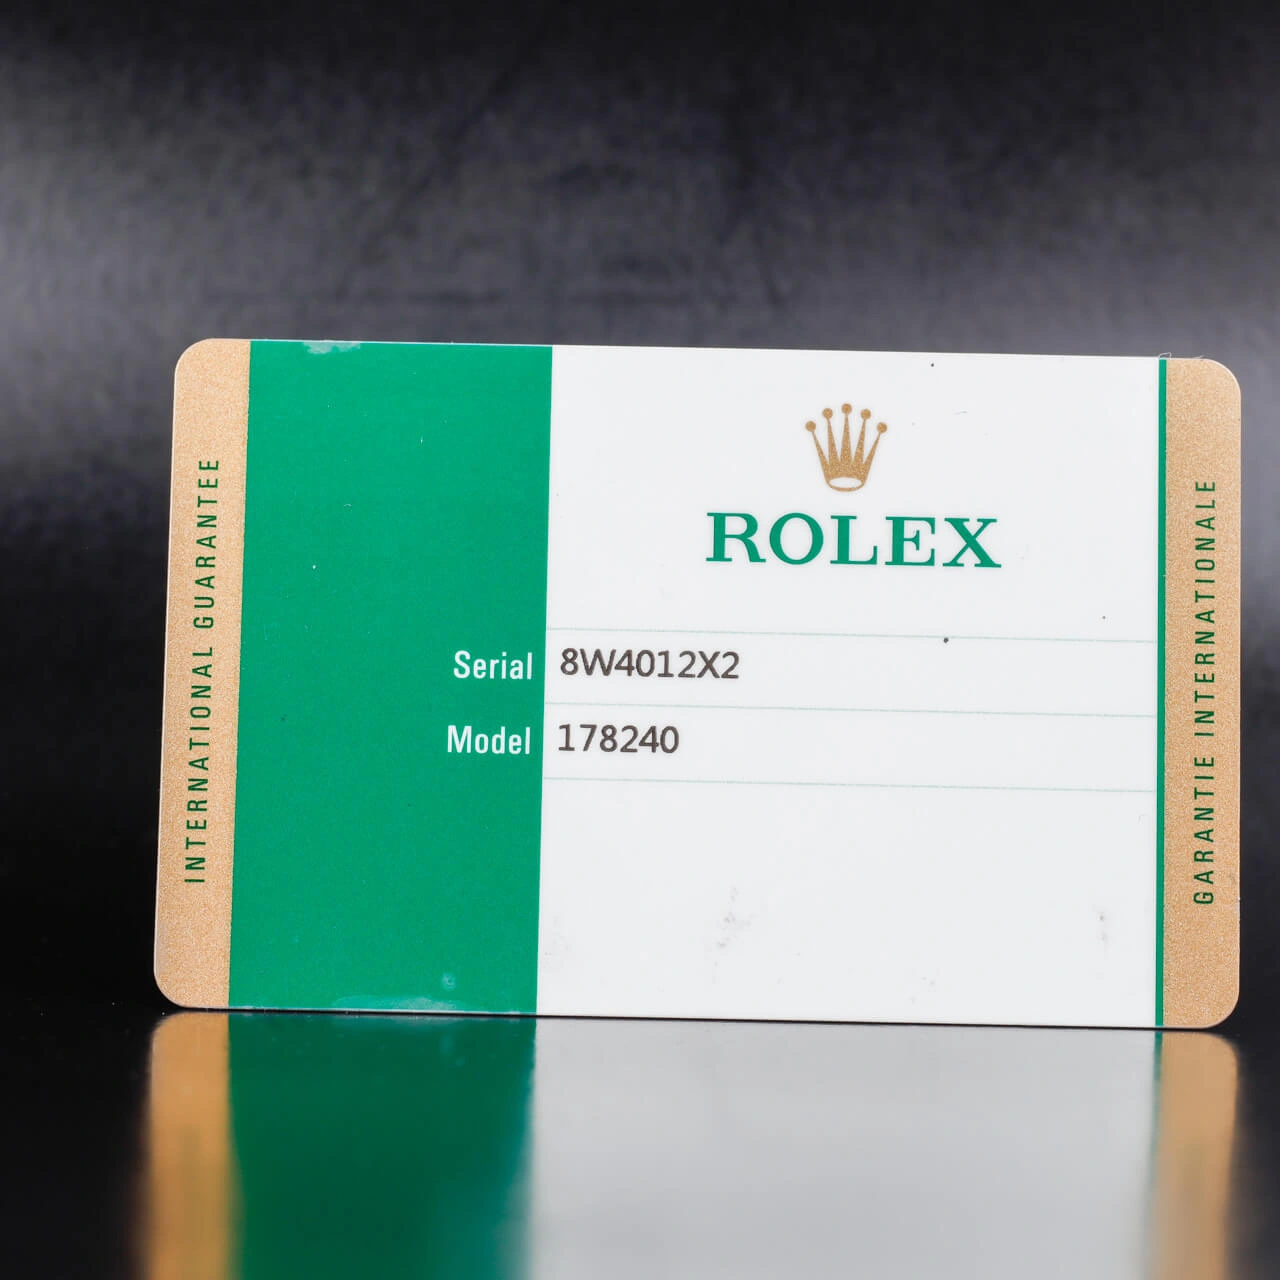 INTERNATIONAL GUARANTEE
ROLEX
Serial 8W4012X2
Model 178240
GARANTIE INTERNATIONALE